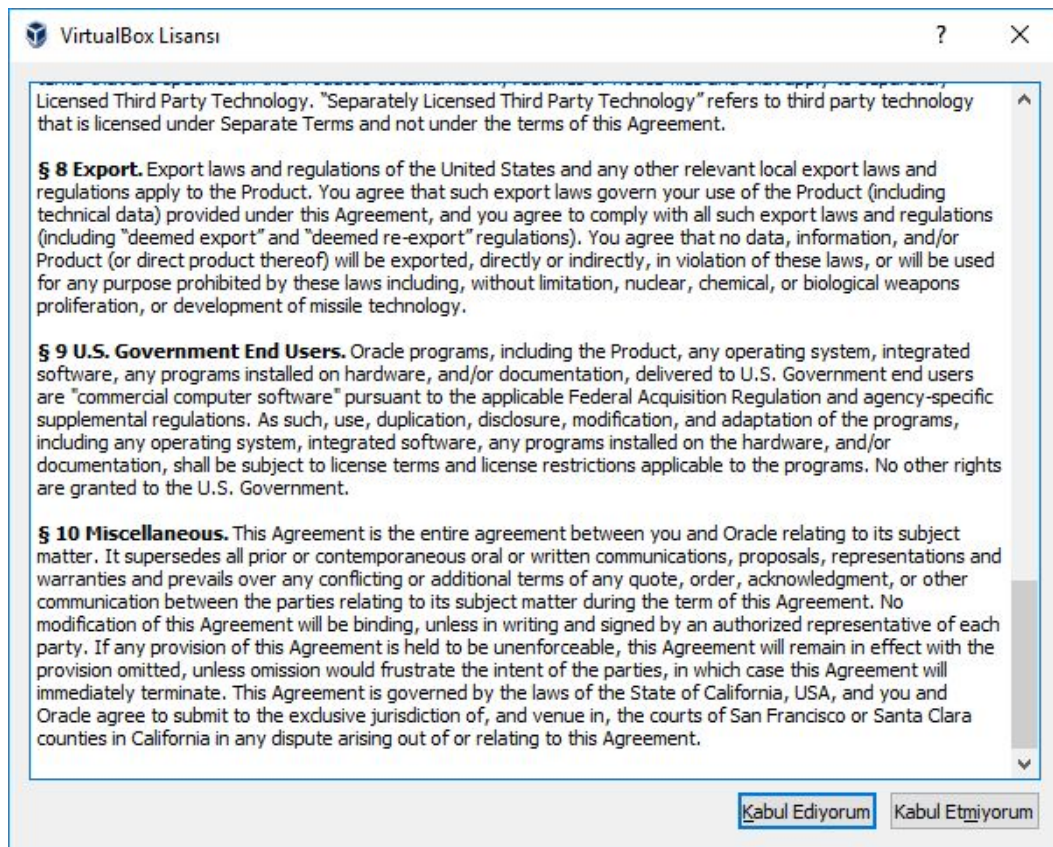 VirtualBox Lisansı
Licensed Third Party Technology. “Separately Licensed Third Party Technology” refers to third party technology
that is licensed under Separate Terms and not under the terms of this Agreement.
§ 8 Export. Export laws and regulations of the United States and any other relevant local export laws and
regulations apply to the Product. You agree that such export laws govern your use of the Product (including
technical data) provided under this Agreement, and you agree to comply with all such export laws and regulations
(including “deemed export” and “deemed re-export” regulations). You agree that no data, information, and/or
Product (or direct product thereof) will be exported, directly or indirectly, in violation of these laws, or will be used
for any purpose prohibited by these laws including, without limitation, nuclear, chemical, or biological weapons
proliferation, or development of missile technology.
§ 9 U.S. Government End Users. Oracle programs, including the Product, any operating system, integrated
software, any programs installed on hardware, and/or documentation, delivered to U.S. Government end users
are "commercial computer software" pursuant to the applicable Federal Acquisition Regulation and agency-specific
supplemental regulations. As such, use, duplication, disclosure, modification, and adaptation of the programs,
including any operating system, integrated software, any programs installed on the hardware, and/or
documentation, shall be subject to license terms and license restrictions applicable to the programs. No other rights
are granted to the U.S. Government.
§ 10 Miscellaneous. This Agreement is the entire agreement between you and Oracle relating to its subject
matter. It supersedes all prior or contemporaneous oral or written communications, proposals, representations and
warranties and prevails over any conflicting or additional terms of any quote, order, acknowledgment, or other
communication between the parties relating to its subject matter during the term of this Agreement. No
modification of this Agreement will be binding, unless in writing and signed by an authorized representative of each
party. If any provision of this Agreement is held to be unenforceable, this Agreement will remain in effect with the
provision omitted, unless omission would frustrate the intent of the parties, in which case this Agreement will
immediately terminate. This Agreement is governed by the laws of the State of California, USA, and you and
Oracle agree to submit to the exclusive jurisdiction of, and venue in, the courts of San Francisco or Santa Clara
counties in California in any dispute arising out of or relating to this Agreement.
Kabul Ediyorum Kabul Etmiyorum